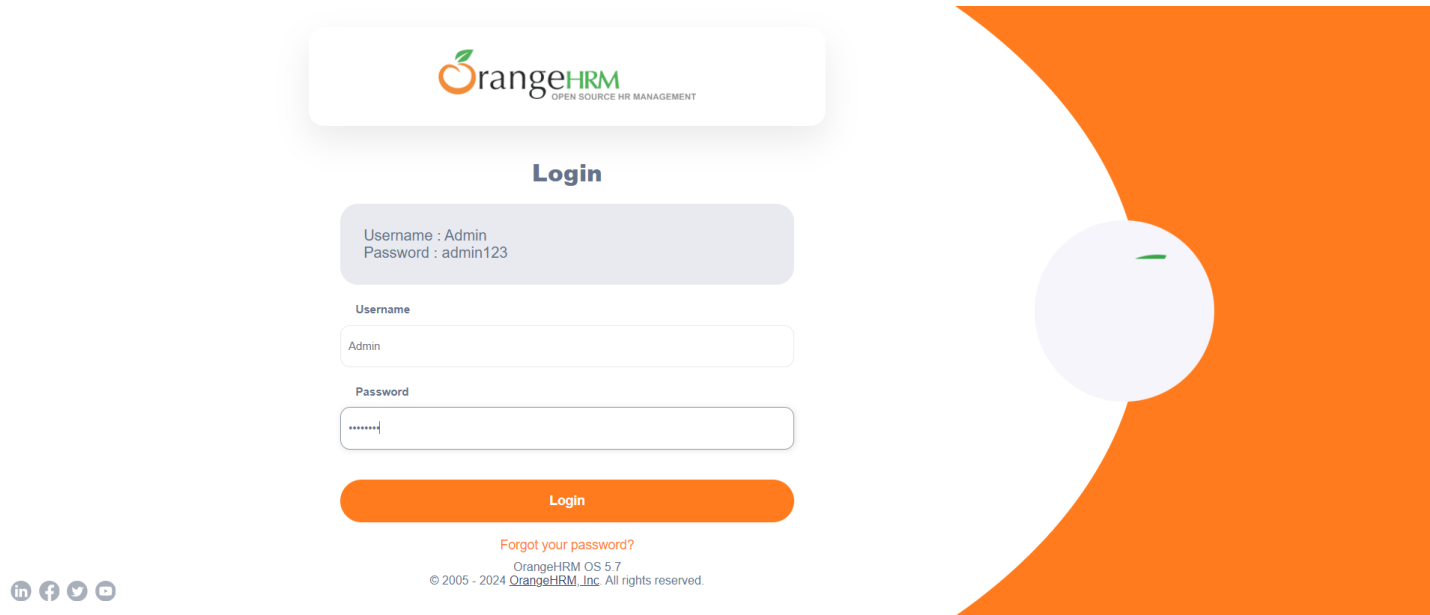 OrangeHRM
OPEN SOURCE HR MANAGEMENT
Login
Username : Admin
Password : admin123
Username
Admin
Password
••••••••
Login
Forgot your password?
OrangeHRM OS 5.7
© 2005 - 2024 OrangeHRM, Inc. All rights reserved.